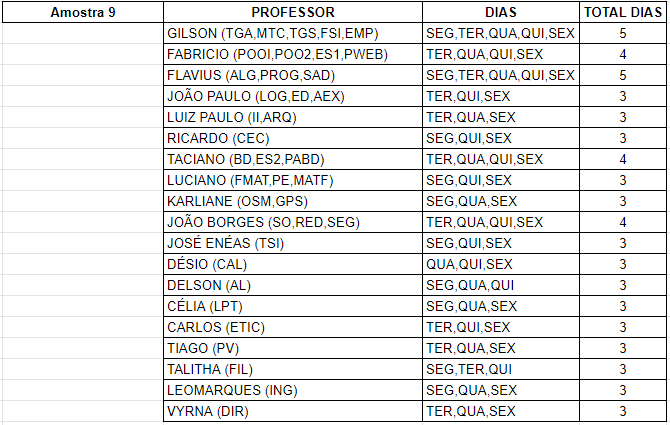 Amostra 9 PROFESSOR DIAS TOTAL DIAS
GILSON (TGA,MTC,TGS,FSI,EMP) SEG,TER,QUA,QUI,SEX 5
FABRICIO (POOI,POO2,ES1,PWEB) TER,QUA,QUI,SEX 4
FLAVIUS (ALG,PROG,SAD) SEG,TER,QUA,QUI,SEX 5
JOÃO PAULO (LOG,ED,AEX) TER,QUI,SEX 3
LUIZ PAULO (II,ARQ) TER,QUA,SEX 3
RICARDO (CEC) SEG,QUI,SEX 3
TACIANO (BD,ES2,PABD) TER,QUA,QUI,SEX 4
LUCIANO (FMAT,PE,MATF) SEG,QUI,SEX 3
KARLIANE (OSM,GPS) SEG,QUA,SEX 3
JOÃO BORGES (SO,RED,SEG) TER,QUA,QUI,SEX 4
JOSÉ ENÉAS (TSI) SEG,QUI,SEX 3
DÉSIO (CAL) QUA,QUI,SEX 3
DELSON (AL) SEG,QUA,QUI 3
CÉLIA (LPT) SEG,QUA,SEX 3
CARLOS (ETIC) TER,QUI,SEX 3
TIAGO (PV) TER,QUA,SEX 3
TALITHA (FIL) SEG,TER,QUI 3
LEOMARQUES (ING) SEG,QUA,SEX 3
VYRNA (DIR) TER,QUA,SEX 3